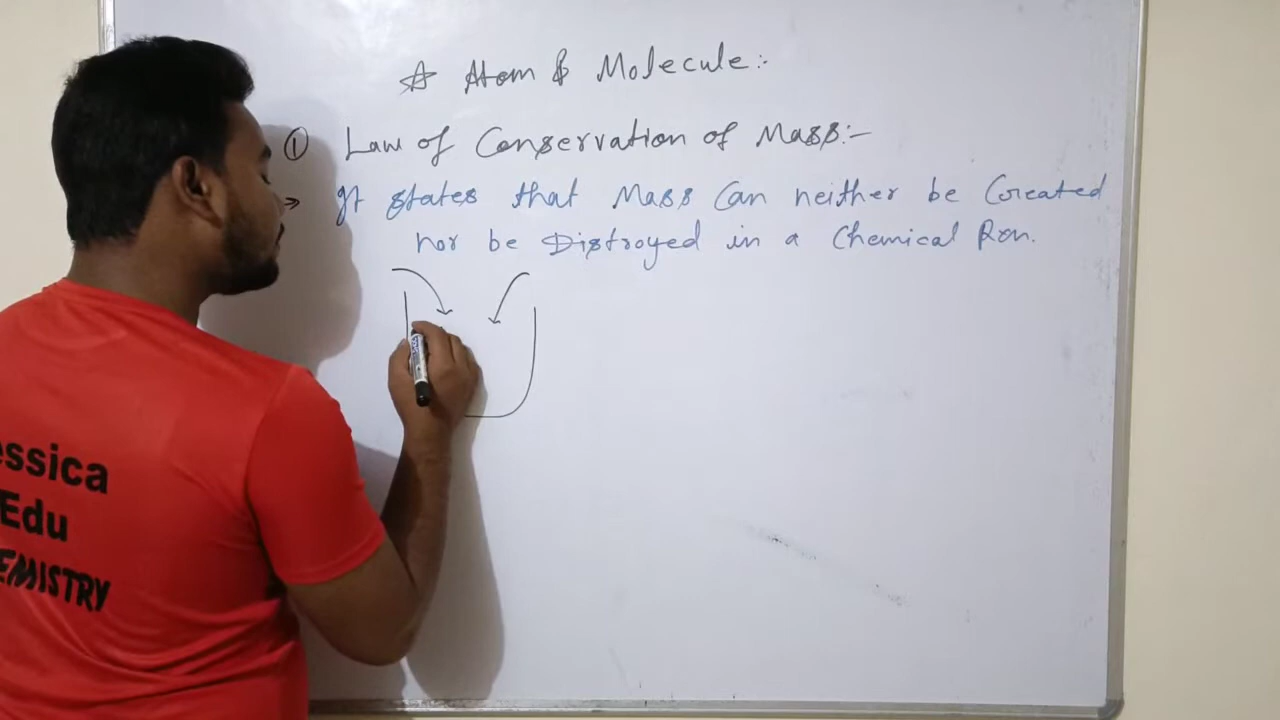 ☆ Atom & Molecule:-
① Law of Conservation of Mass:-
→ It states that Mass Can neither be Created
nor be Distroyed in a Chemical Rxn.
essica
Edu
EMISTRY